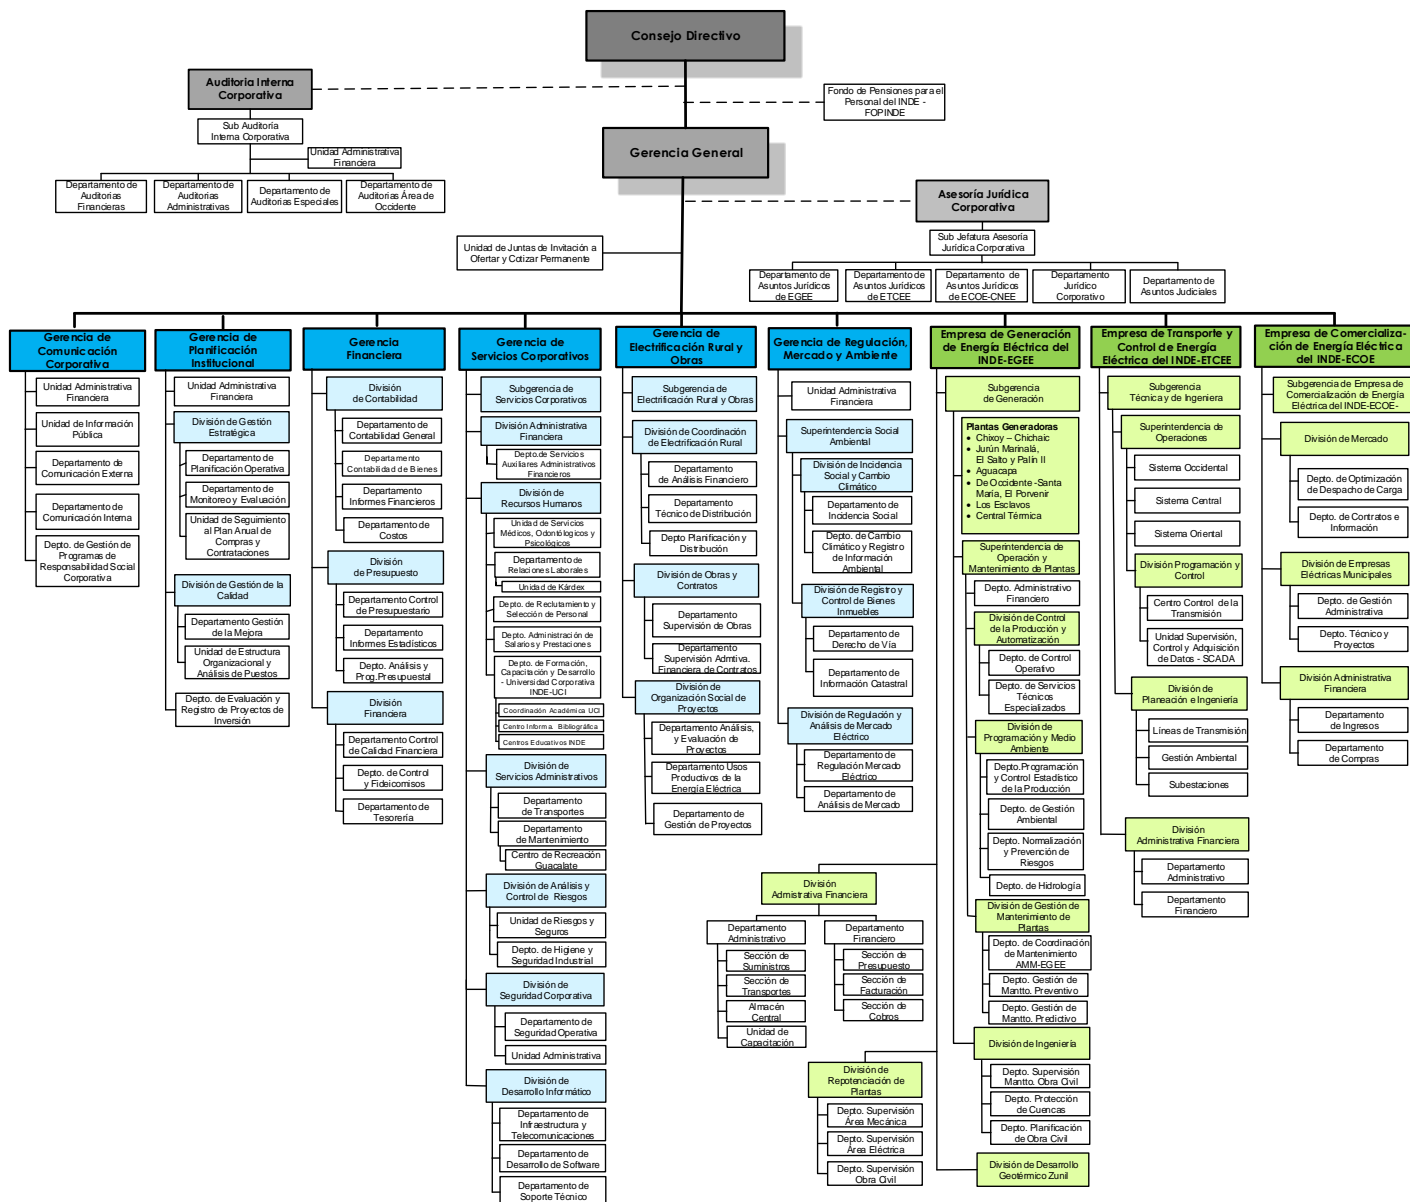 Consejo Directivo
Auditoria Interna
Corporativa
Fondo de Pensiones para el
Personal del INDE -
FOPINDE
Sub Auditoría
Interna Corporativa
Unidad Administrativa
Financiera
Gerencia General
Departamento de
Auditorias
Financieras
Departamento de
Auditorias
Administrativas
Departamento de
Auditorias Especiales
Departamento de
Auditorias Área de
Occidente
Asesoría Jurídica
Corporativa
Sub Jefatura Asesoría
Jurídica Corporativa
Unidad de Juntas de Invitación a
Ofertar y Cotizar Permanente
Departamento de
Asuntos Jurídicos
de EGEE
Departamento de
Asuntos Jurídicos
de ETCEE
Departamento de
Asuntos Jurídicos
de ECOE-CNEE
Departamento
Jurídico
Corporativo
Departamento de
Asuntos Judiciales
Gerencia de
Comunicación
Corporativa
Unidad Administrativa
Financiera
Unidad de Información
Pública
Departamento de
Comunicación Externa
Departamento de
Comunicación Interna
Depto. de Gestión de
Programas de
Responsabilidad Social
Corporativa
Gerencia de
Planificación
Institucional
Unidad Administrativa
Financiera
División de Gestión
Estratégica
Departamento de
Planificación Operativa
Departamento de
Monitoreo y Evaluación
Unidad de Seguimiento
al Plan Anual de
Compras y
Contrataciones
División de Gestión de la
Calidad
Departamento Gestión
de la Mejora
Unidad de Estructura
Organizacional y
Análisis de Puestos
Depto. de Evaluación y
Registro de Proyectos de
Inversión
Gerencia
Financiera
División
de Contabilidad
Departamento de
Contabilidad General
Departamento
Contabilidad de Bienes
Departamento
Informes Financieros
Departamento de
Costos
División
de Presupuesto
Departamento Control
de Presupuestario
Departamento
Informes Estadísticos
Depto. Análisis y
Prog.Presupuestal
División
Financiera
Departamento Control
de Calidad Financiera
Depto. de Control
y Fideicomisos
Departamento de
Tesorería
Gerencia de
Servicios Corporativos
Subgerencia de
Servicios Corporativos
División Administrativa
Financiera
Depto.de Servicios
Auxiliares Administrativos
Financieros
División de
Recursos Humanos
Unidad de Servicios
Médicos, Odontólogicos y
Psicológicos
Departamento de
Relaciones Laborales
Unidad de Kárdex
Depto. de Reclutamiento y
Selección de Personal
Depto. Administración de
Salarios y Prestaciones
Depto. de Formación,
Capacitación y Desarrollo
- Universidad Corporativa
INDE-UCI
Coordinación Académica UCI
Centro Informa. Bibliográfica
Centros Educativos INDE
División de
Servicios Administrativos
Departamento
de Transportes
Departamento
de Mantenimiento
Centro de Recreación
Guacalate
División de Análisis y
Control de Riesgos
Unidad de Riesgos y
Seguros
Depto. de Higiene y
Seguridad Industrial
División de
Seguridad Corporativa
Departamento de
Seguridad Operativa
Unidad Administrativa
División de
Desarrollo Informático
Departamento de
Infraestructura y
Telecomunicaciones
Departamento de
Desarrollo de Software
Departamento de
Soporte Técnico
Gerencia de
Electrificación Rural y
Obras
Subgerencia de
Electrificación Rural y Obras
División de Coordinación
de Electrificación Rural
Departamento
de Análisis Financiero
Departamento
Técnico de Distribución
Depto Planificación y
Distribución
División de Obras y
Contratos
Departamento
Supervisión de Obras
Departamento
Supervisión Admtiva.
Financiera de Contratos
División de
Organización Social de
Proyectos
Departamento Análisis,
y Evaluación de
Proyectos
Departamento Usos
Productivos de la
Energía Eléctrica
Departamento de
Gestión de Proyectos
Gerencia de Regulación,
Mercado y Ambiente
Unidad Administrativa
Financiera
Superintendencia Social
Ambiental
División de Incidencia
Social y Cambio
Climático
Departamento de
Incidencia Social
Depto. de Cambio
Climático y Registro
de Información
Ambiental
División de Registro y
Control de Bienes
Inmuebles
Departamento de
Derecho de Vía
Departamento de
Información Catastral
División de Regulación y
Análisis de Mercado
Eléctrico
Departamento de
Regulación Mercado
Eléctrico
Departamento de
Análisis de Mercado
Empresa de Generación
de Energía Eléctrica del
INDE-EGEE
Subgerencia
de Generación
Plantas Generadoras
• Chixoy – Chichaic
• Jurún Marinalá,
El Salto y Palín II
• Aguacapa
• De Occidente -Santa
María, El Porvenir
• Los Esclavos
• Central Térmica
Superintendencia de
Operación y
Mantenimiento de Plantas
Depto. Administrativo
Financiero
División de Control
de la Producción y
Automatización
Depto. de Control
Operativo
Depto. de Servicios
Técnicos
Especializados
División de
Programación y Medio
Ambiente
Depto.Programación
y Control Estadístico
de la Producción
Depto. de Gestión
Ambiental
Depto. Normalización
y Prevención de
Riesgos
Depto. de Hidrología
División de Gestión de
Mantenimiento de
Plantas
Depto. de Coordinación
de Mantenimiento
AMM-EGEE
Depto. Gestión de
Mantto. Preventivo
Depto. Gestión de
Mantto. Predictivo
División de Ingeniería
Depto. Supervisión
Mantto. Obra Civil
Depto. Protección
de Cuencas
Depto. Planificación
de Obra Civil
División de Desarrollo
Geotérmico Zunil
División
Admistrativa Financiera
Departamento
Administrativo
Sección de
Suministros
Sección de
Transportes
Almacén
Central
Unidad de
Capacitación
Departamento
Financiero
Sección de
Presupuesto
Sección de
Facturación
Sección de
Cobros
División de
Repotenciación de
Plantas
Depto. Supervisión
Área Mecánica
Depto. Supervisión
Área Eléctrica
Depto. Supervisión
Obra Civil
Empresa de Transporte y
Control de Energía
Eléctrica del INDE-ETCEE
Subgerencia
Técnica y de Ingeniera
Superintendencia de
Operaciones
Sistema Occidental
Sistema Central
Sistema Oriental
División Programación y
Control
Centro Control de la
Transmisión
Unidad Supervisión,
Control y Adquisición
de Datos - SCADA
División de
Planeación e Ingeniería
Líneas de Transmisión
Gestión Ambiental
Subestaciones
División
Administrativa Financiera
Departamento
Administrativo
Departamento
Financiero
Empresa de Comercializa-
ción de Energía Eléctrica
del INDE-ECOE
Subgerencia de Empresa de
Comercialización de Energía
Eléctrica del INDE-ECOE-
División de Mercado
Depto. de Optimización
de Despacho de Carga
Depto. de Contratos e
Información
División de Empresas
Eléctricas Municipales
Depto. de Gestión
Administrativa
Depto. Técnico y
Proyectos
División Administrativa
Financiera
Departamento
de Ingresos
Departamento
de Compras